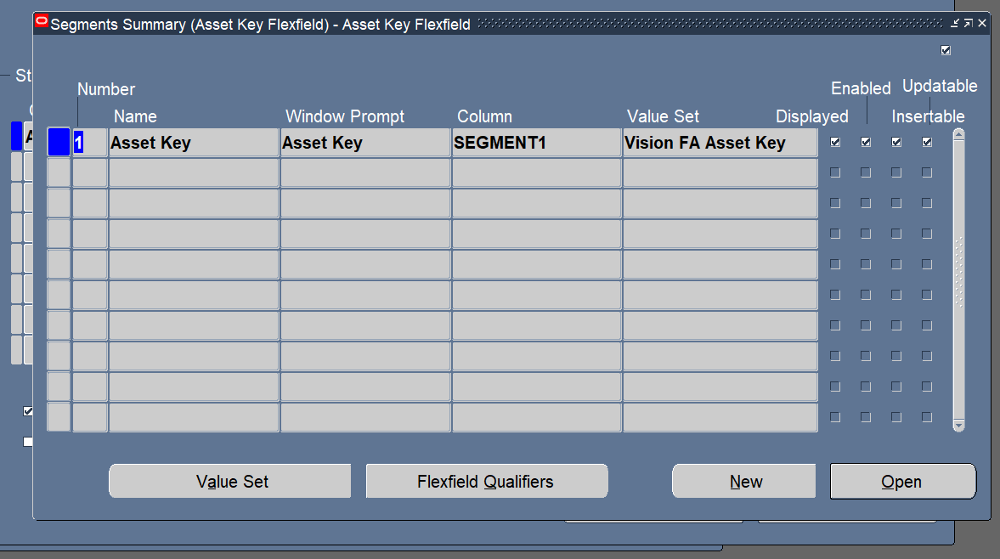 Segments Summary (Asset Key Flexfield) - Asset Key Flexfield
St
Number
Enabled Updatable
Name Window Prompt Column Value Set Displayed Insertable
1 Asset Key Asset Key SEGMENT1 Vision FA Asset Key
Value Set Flexfield Qualifiers New Open